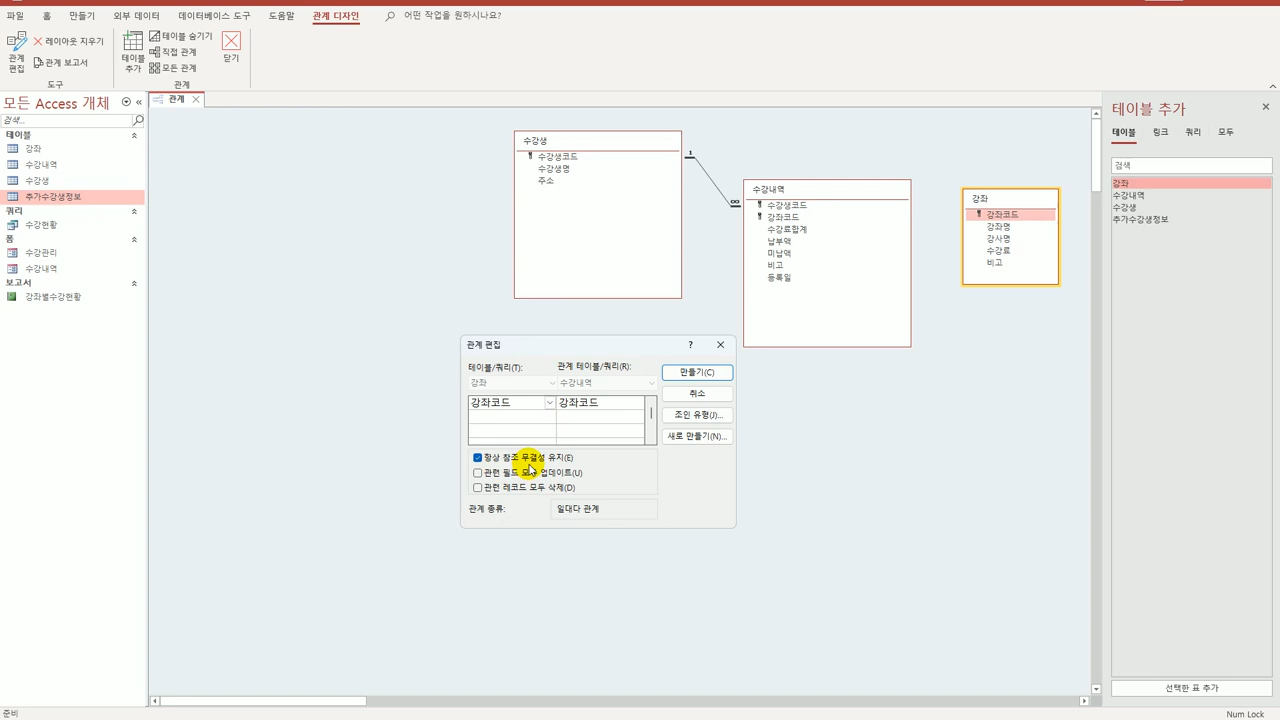 파일 홈 만들기 외부 데이터 데이터베이스 도구 도움말 관계 디자인 어떤 작업을 원하시나요?
관계 편집
레이아웃 지우기
관계 보고서
도구
테이블 추가
테이블 숨기기
직접 관계
모든 관계
닫기
관계
모든 Access 개체
검색...
테이블
강좌
수강내역
수강생
추가수강생정보
쿼리
수강현황
폼
수강관리
수강내역
보고서
강좌별수강현황
관계
수강생
수강생코드
수강생명
주소
1
∞
수강내역
수강생코드
강좌코드
수강료합계
납부액
미납액
비고
등록일
강좌
강좌코드
강좌명
강사명
수강료
비고
관계 편집 ?
테이블/쿼리(T): 관계 테이블/쿼리(R):
강좌 수강내역
강좌코드 강좌코드
만들기(C)
취소
조인 유형(J)...
새로 만들기(N)...
항상 참조 무결성 유지(E)
관련 필드 모두 업데이트(U)
관련 레코드 모두 삭제(D)
관계 종류: 일대다 관계
테이블 추가
테이블 링크 쿼리 모두
검색
강좌
수강내역
수강생
추가수강생정보
선택한 표 추가
준비
Num Lock